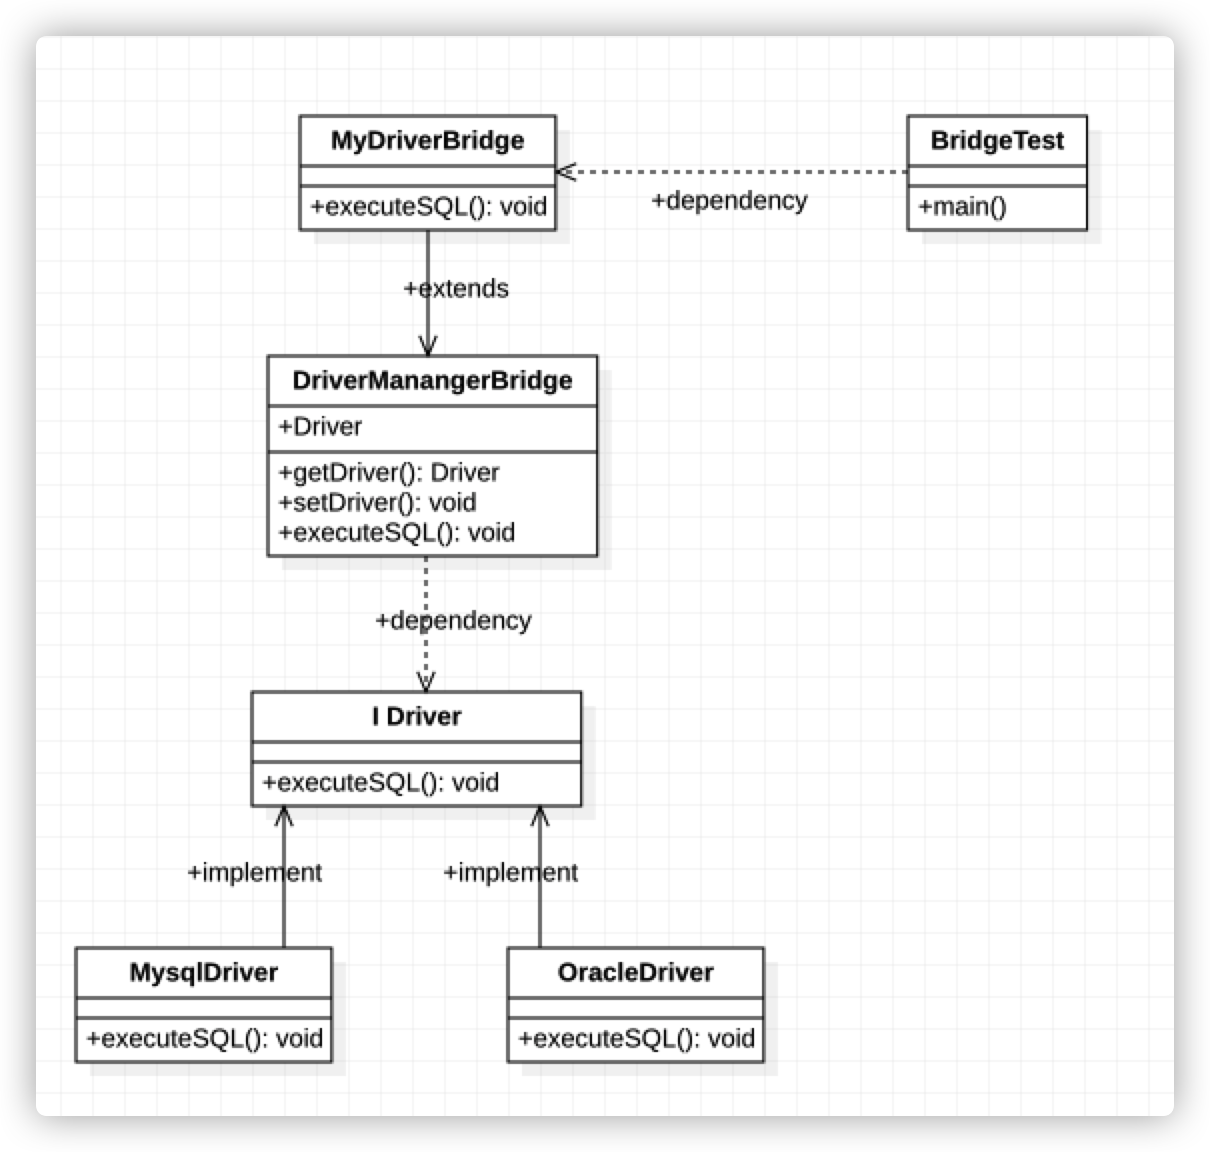 MyDriverBridge
+executeSQL(): void
BridgeTest
+main()
+dependency
+extends
DriverManangerBridge
+Driver
+getDriver(): Driver
+setDriver(): void
+executeSQL(): void
+dependency
I Driver
+executeSQL(): void
+implement
+implement
MysqlDriver
+executeSQL(): void
OracleDriver
+executeSQL(): void